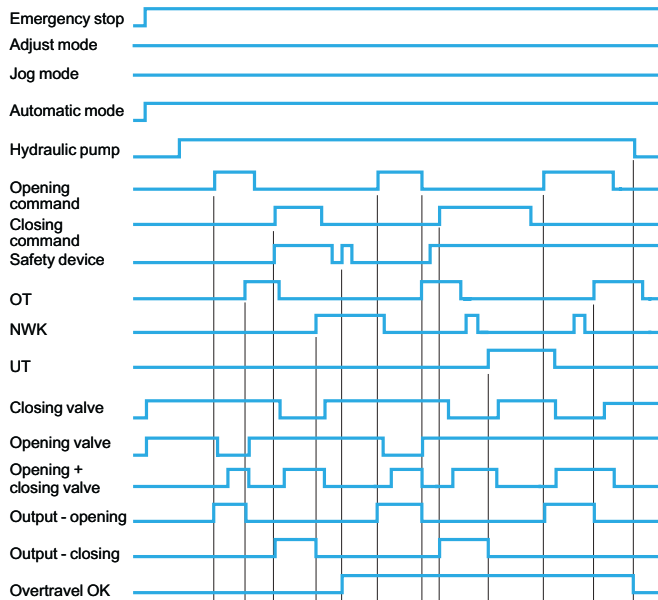 Emergency stop
Adjust mode
Jog mode
Automatic mode
Hydraulic pump
Opening
command
Closing
command
Safety device
OT
NWK
UT
Closing valve
Opening valve
Opening +
closing valve
Output - opening
Output - closing
Overtravel OK